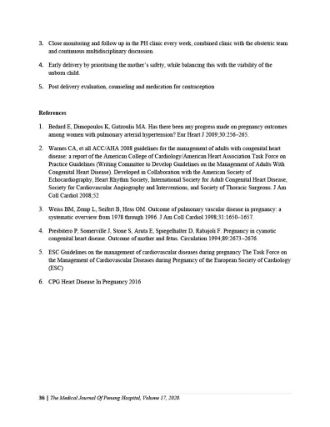 3. Close monitoring and follow up in the PH clinic every week, combined clinic with the obstetric team
and continuous multidisciplinary discussion.
4. Early delivery by prioritising the mother's safety, while balancing this with the viability of the
unborn child.
5. Post delivery evaluation, counseling and medication for contraception
References
1. Bedard E, Dimopoulos K, Gatzoulis MA. Has there been any progress made on pregnancy outcomes
among women with pulmonary arterial hypertension? Eur Heart J 2009;30:256–265.
2. Warnes CA, et all ACC/AHA 2008 guidelines for the management of adults with congenital heart
disease: a report of the American College of Cardiology/American Heart Association Task Force on
Practice Guidelines (Writing Committee to Develop Guidelines on the Management of Adults With
Congenital Heart Disease). Developed in Collaboration with the American Society of
Echocardiography, Heart Rhythm Society, International Society for Adult Congenital Heart Disease,
Society for Cardiovascular Angiography and Interventions, and Society of Thoracic Surgeons. J Am
Coll Cardiol 2008;52
3. Weiss BM, Zemp L, Seifert B, Hess OM. Outcome of pulmonary vascular disease in pregnancy: a
systematic overview from 1978 through 1996. J Am Coll Cardiol 1998;31:1650–1657.
4. Presbitero P, Somerville J, Stone S, Aruta E, Spiegelhalter D, Rabajoli F. Pregnancy in cyanotic
congenital heart disease. Outcome of mother and fetus. Circulation 1994;89:2673–2676.
5. ESC Guidelines on the management of cardiovascular diseases during pregnancy The Task Force on
the Management of Cardiovascular Diseases during Pregnancy of the European Society of Cardiology
(ESC)
6. CPG Heart Disease In Pregnancy 2016
36 | The Medical Journal Of Penang Hospital, Volume 17, 2020.